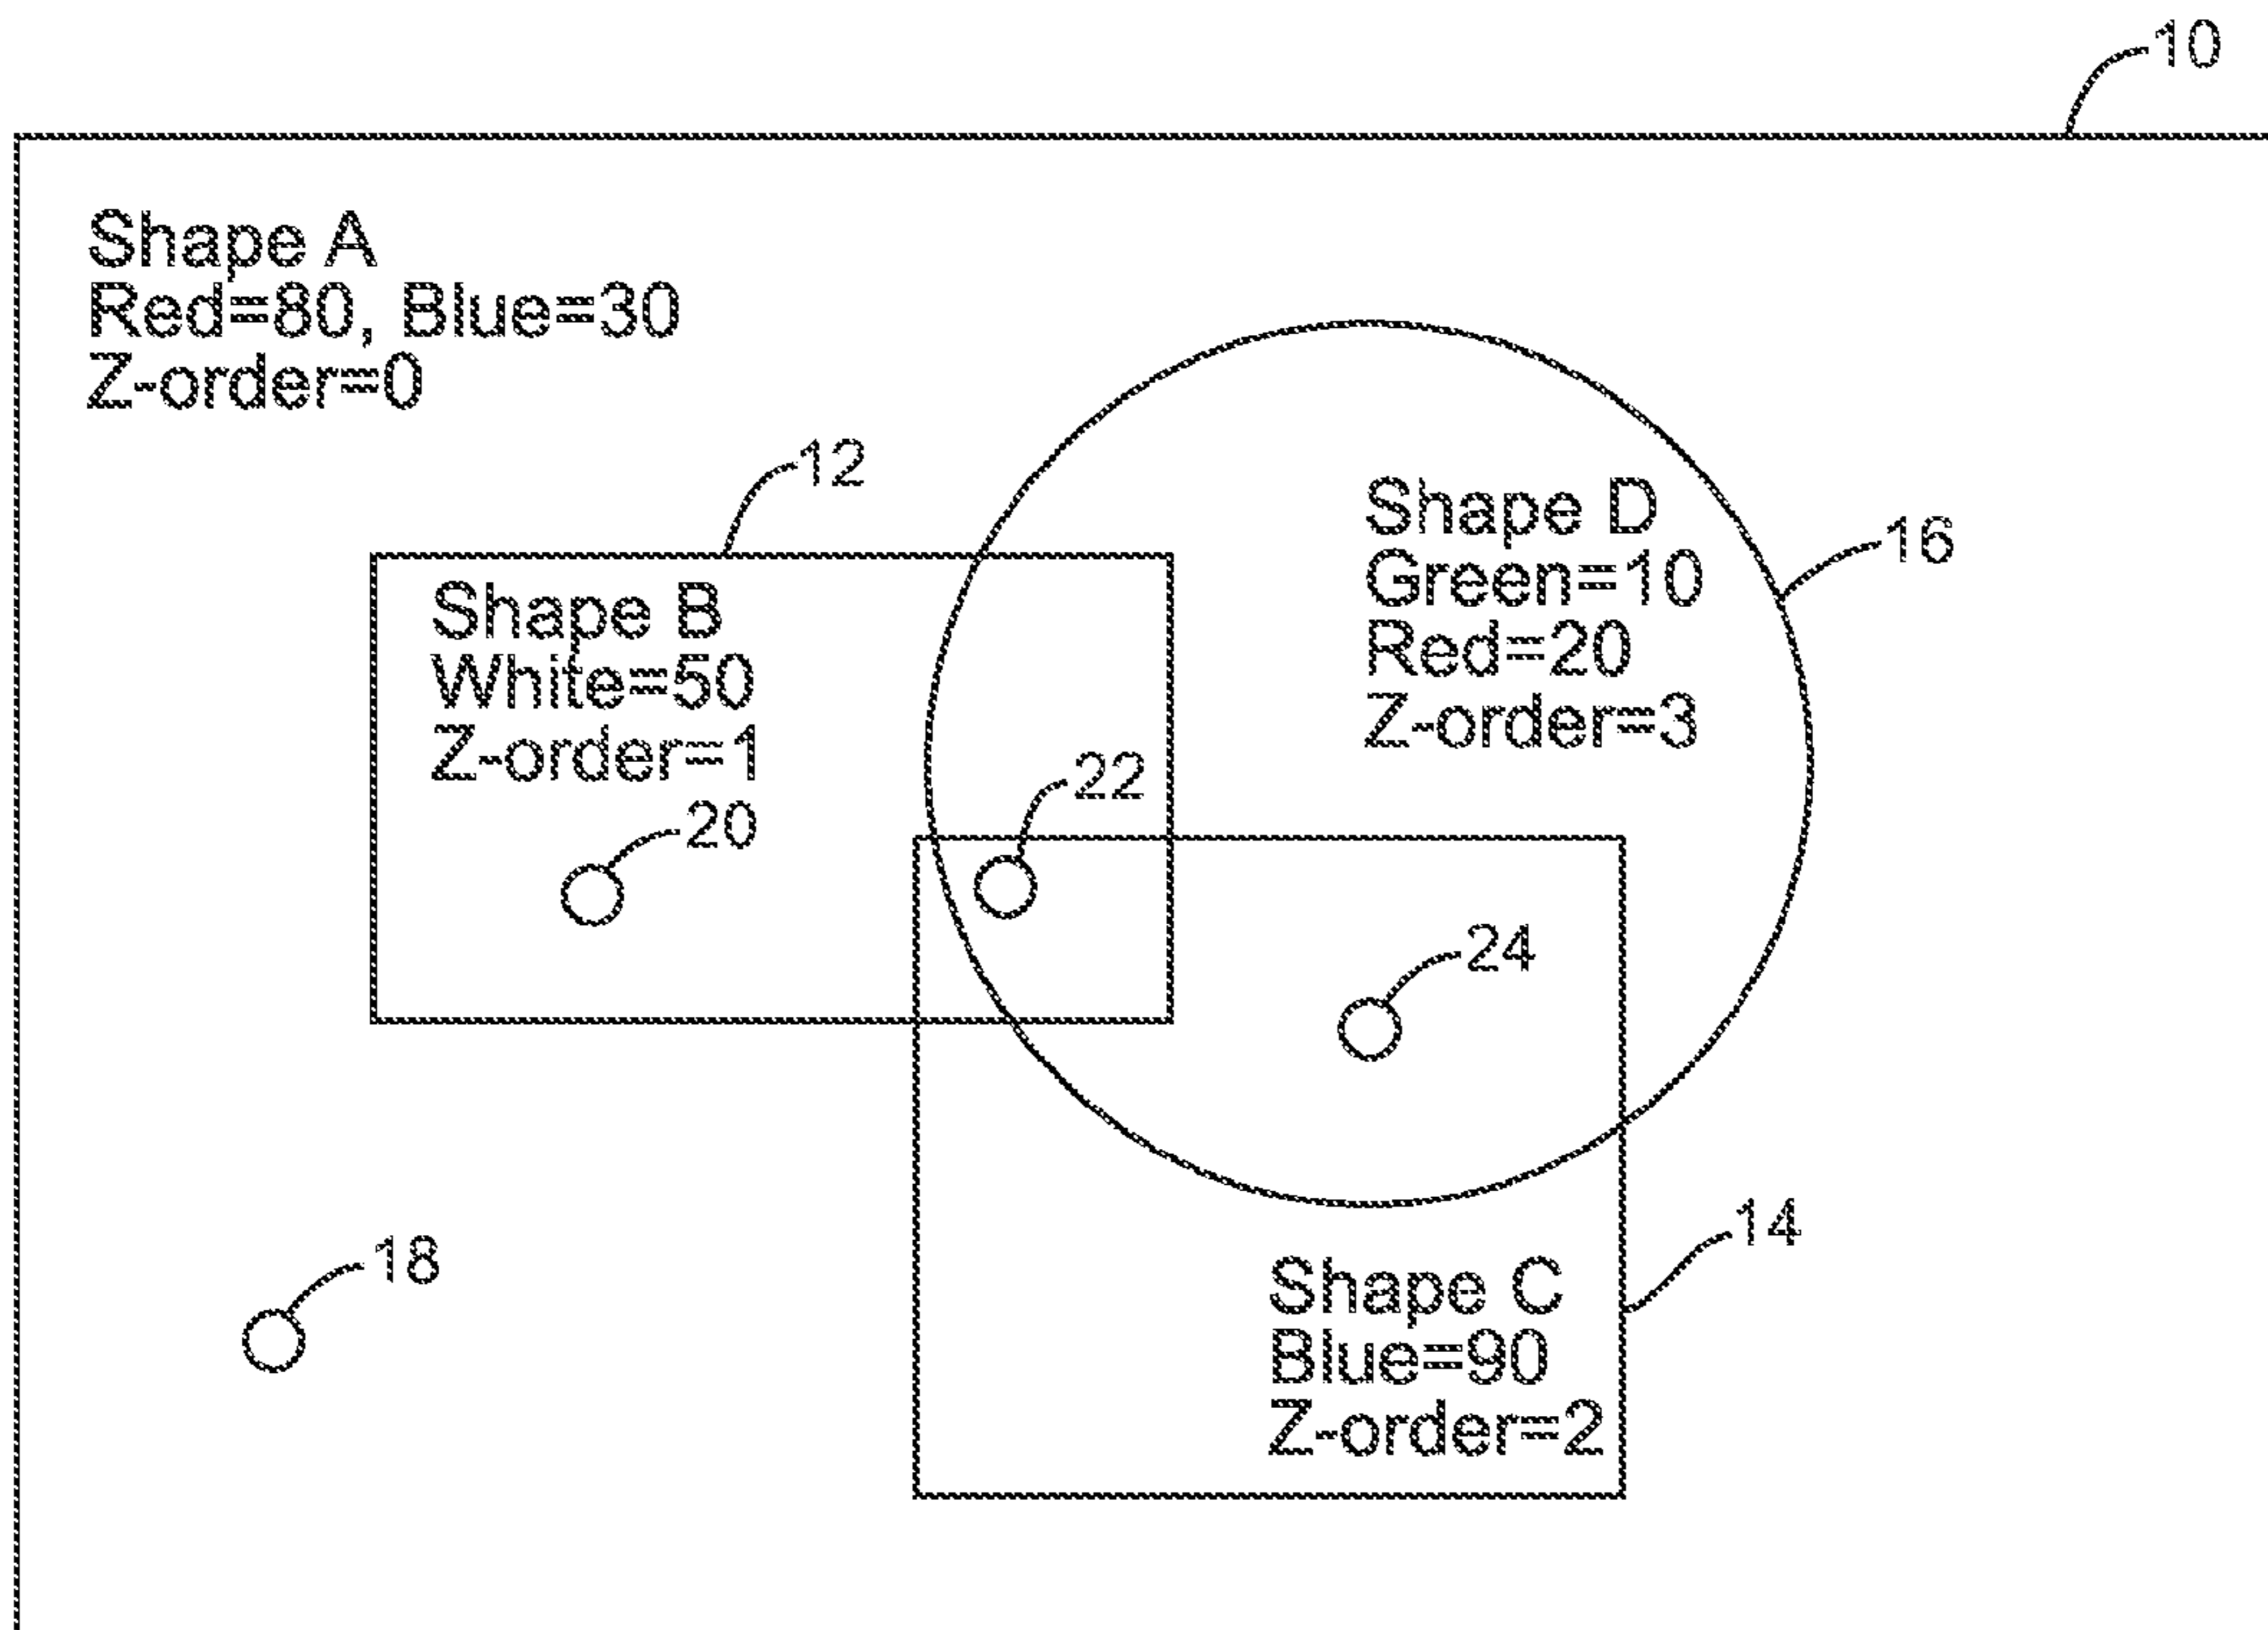 10
Shape A
Red=80, Blue=30
Z-order=0
12
Shape D
Green=10
Red=20
Z-order=3
16
Shape B
White=50
Z-order=1
22
20
24
14
18
Shape C
Blue=90
Z-order=2